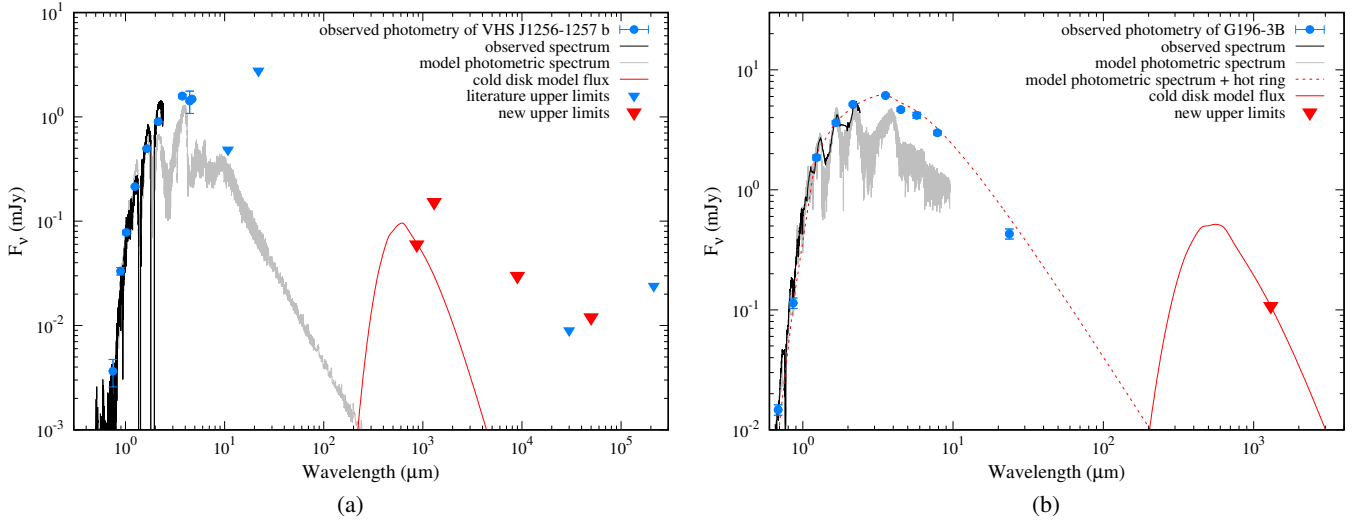 observed photometry of VHS J1256-1257 b
observed spectrum
model photometric spectrum
cold disk model flux
literature upper limits
new upper limits
10^1
10^0
10^-1
10^-2
10^-3
F_ν (mJy)
10^0 10^1 10^2 10^3 10^4 10^5
Wavelength (μm)
(a)
observed photometry of G196-3B
observed spectrum
model photometric spectrum
model photometric spectrum + hot ring
cold disk model flux
new upper limits
10^1
10^0
10^-1
10^-2
F_ν (mJy)
10^0 10^1 10^2 10^3
Wavelength (μm)
(b)